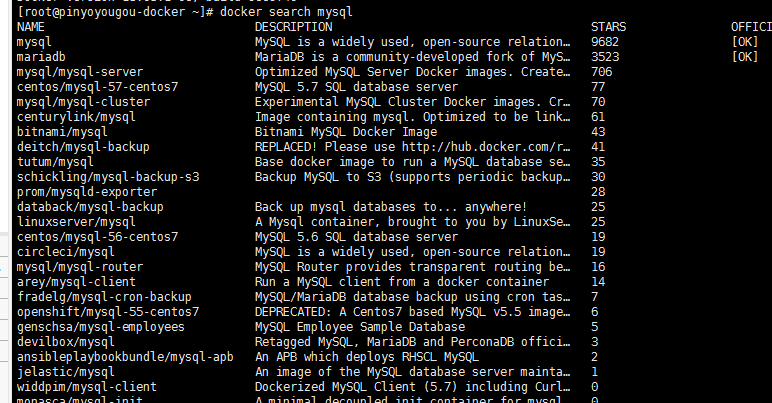 [root@pinyoyougou-docker ~]# docker search mysql
NAME DESCRIPTION STARS OFFICI
mysql MySQL is a widely used, open-source relation… 9682 [OK]
mariadb MariaDB is a community-developed fork of MyS… 3523 [OK]
mysql/mysql-server Optimized MySQL Server Docker images. Create… 706
centos/mysql-57-centos7 MySQL 5.7 SQL database server 77
mysql/mysql-cluster Experimental MySQL Cluster Docker images. Cr… 70
centurylink/mysql Image containing mysql. Optimized to be link… 61
bitnami/mysql Bitnami MySQL Docker Image 43
deitch/mysql-backup REPLACED! Please use http://hub.docker.com/r… 41
tutum/mysql Base docker image to run a MySQL database se… 35
schickling/mysql-backup-s3 Backup MySQL to S3 (supports periodic backup… 30
prom/mysqld-exporter 28
databack/mysql-backup Back up mysql databases to... anywhere! 25
linuxserver/mysql A Mysql container, brought to you by LinuxSe… 25
centos/mysql-56-centos7 MySQL 5.6 SQL database server 19
circleci/mysql MySQL is a widely used, open-source relation… 19
mysql/mysql-router MySQL Router provides transparent routing be… 16
arey/mysql-client Run a MySQL client from a docker container 14
fradelg/mysql-cron-backup MySQL/MariaDB database backup using cron tas… 7
openshift/mysql-55-centos7 DEPRECATED: A Centos7 based MySQL v5.5 image… 6
genschsa/mysql-employees MySQL Employee Sample Database 5
devilbox/mysql Retagged MySQL, MariaDB and PerconaDB offici… 3
ansibleplaybookbundle/mysql-apb An APB which deploys RHSCL MySQL 2
jelastic/mysql An image of the MySQL database server mainta… 1
widdpim/mysql-client Dockerized MySQL Client (5.7) including Curl… 0
monasca/mysql-init A minimal decoupled init container for mysql 0